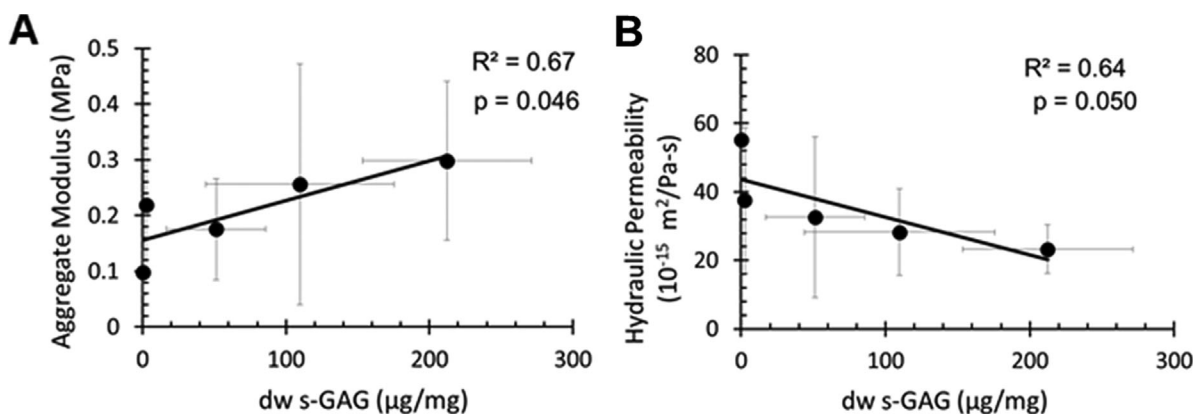 A
Aggregate Modulus (MPa)
0.5
0.4
0.3
0.2
0.1
0
R² = 0.67
p = 0.046
0 100 200 300
dw s-GAG (µg/mg)
B
Hydraulic Permeability
(10⁻¹⁵ m²/Pa-s)
80
60
40
20
0
R² = 0.64
p = 0.050
0 100 200 300
dw s-GAG (µg/mg)